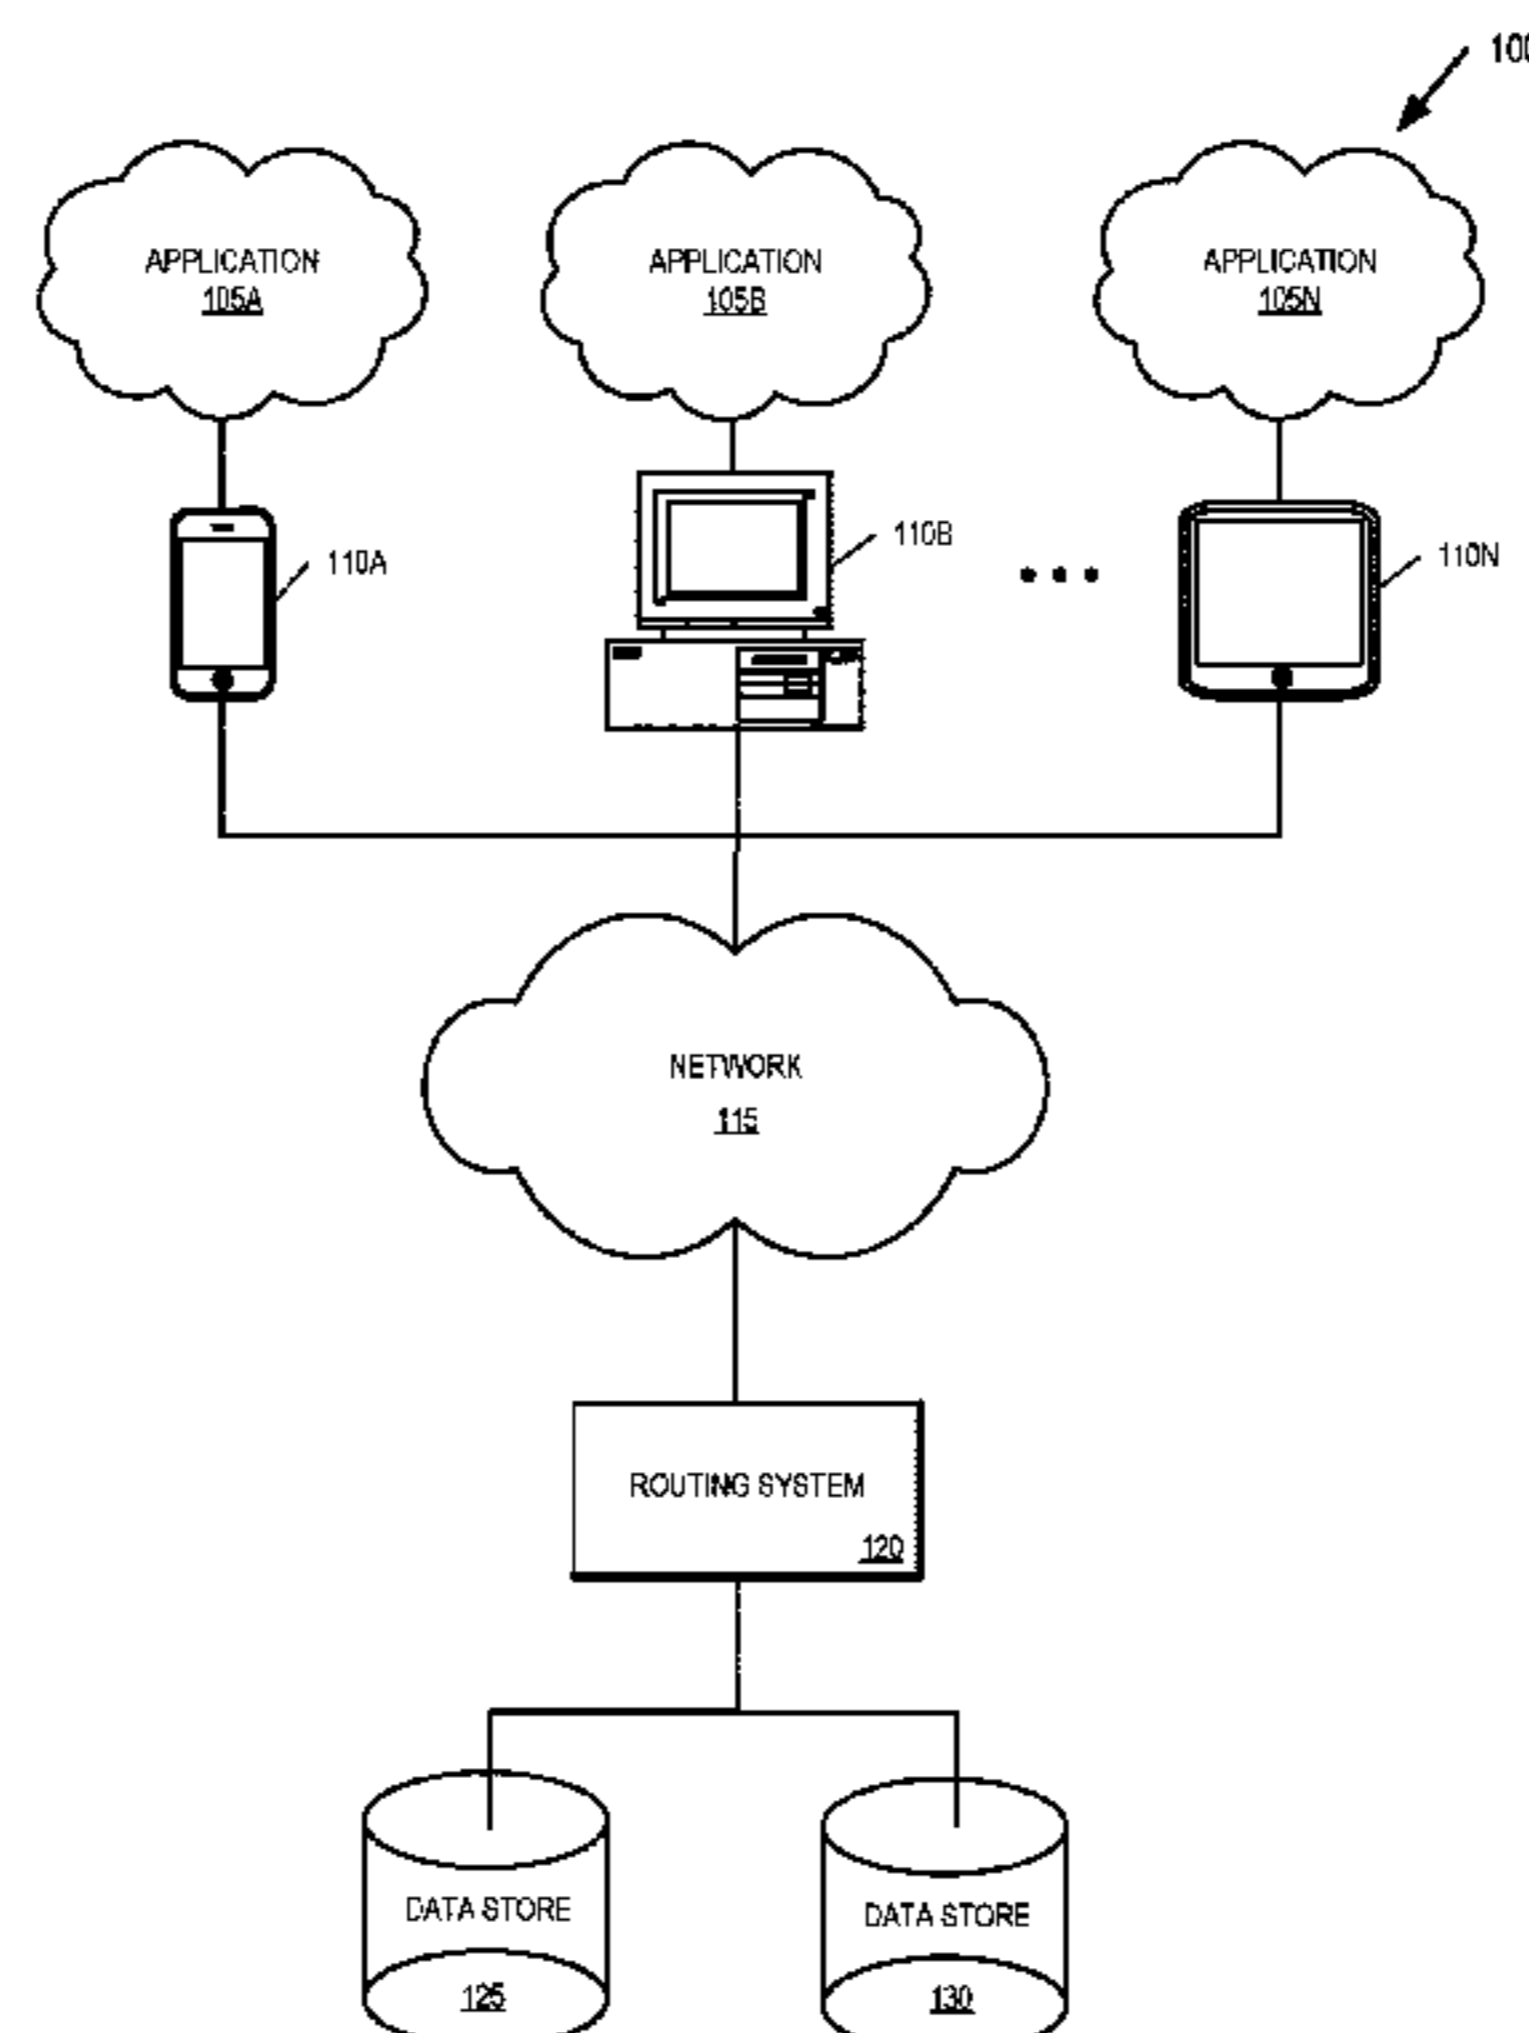 100
APPLICATION
105A
APPLICATION
105B
APPLICATION
105N
110A
110B
110N
NETWORK
115
ROUTING SYSTEM
120
DATA STORE
125
DATA STORE
130